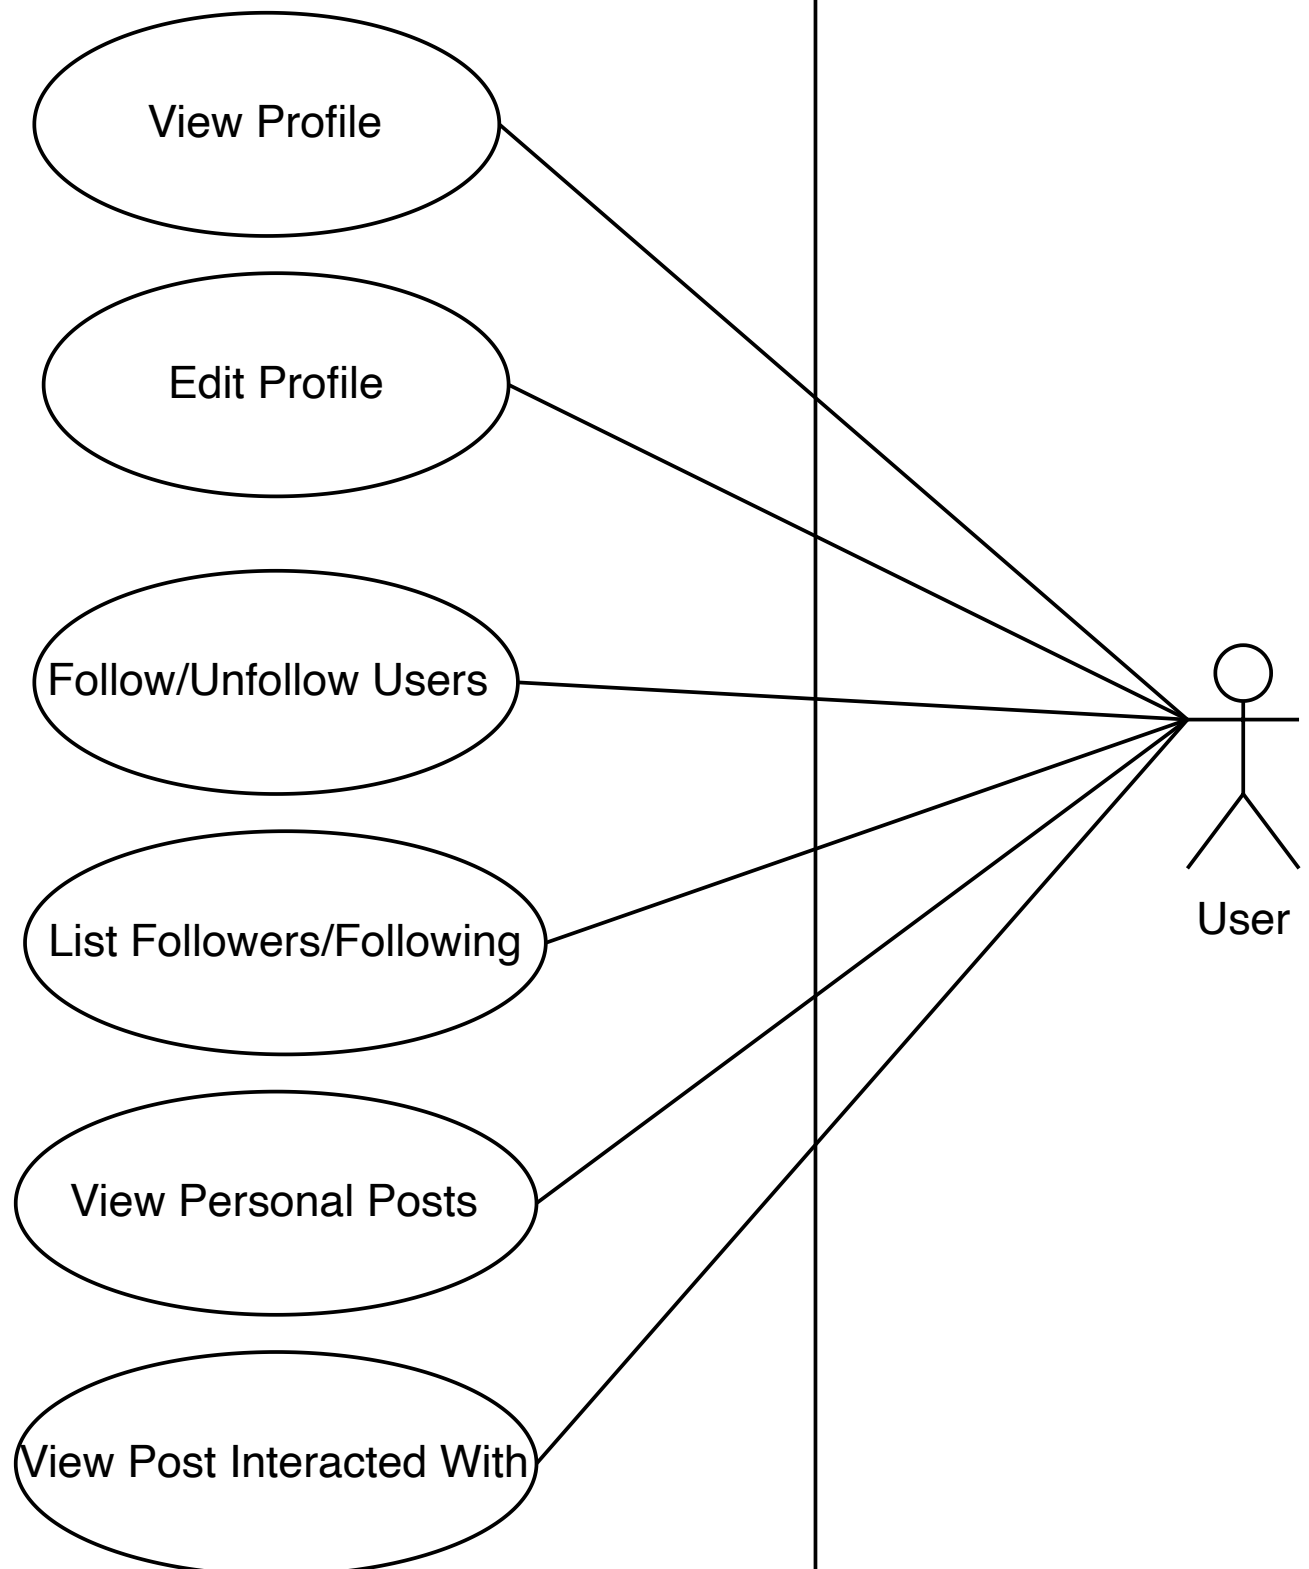 View Profile
Edit Profile
Follow/Unfollow Users
List Followers/Following
User
View Personal Posts
View Post Interacted With